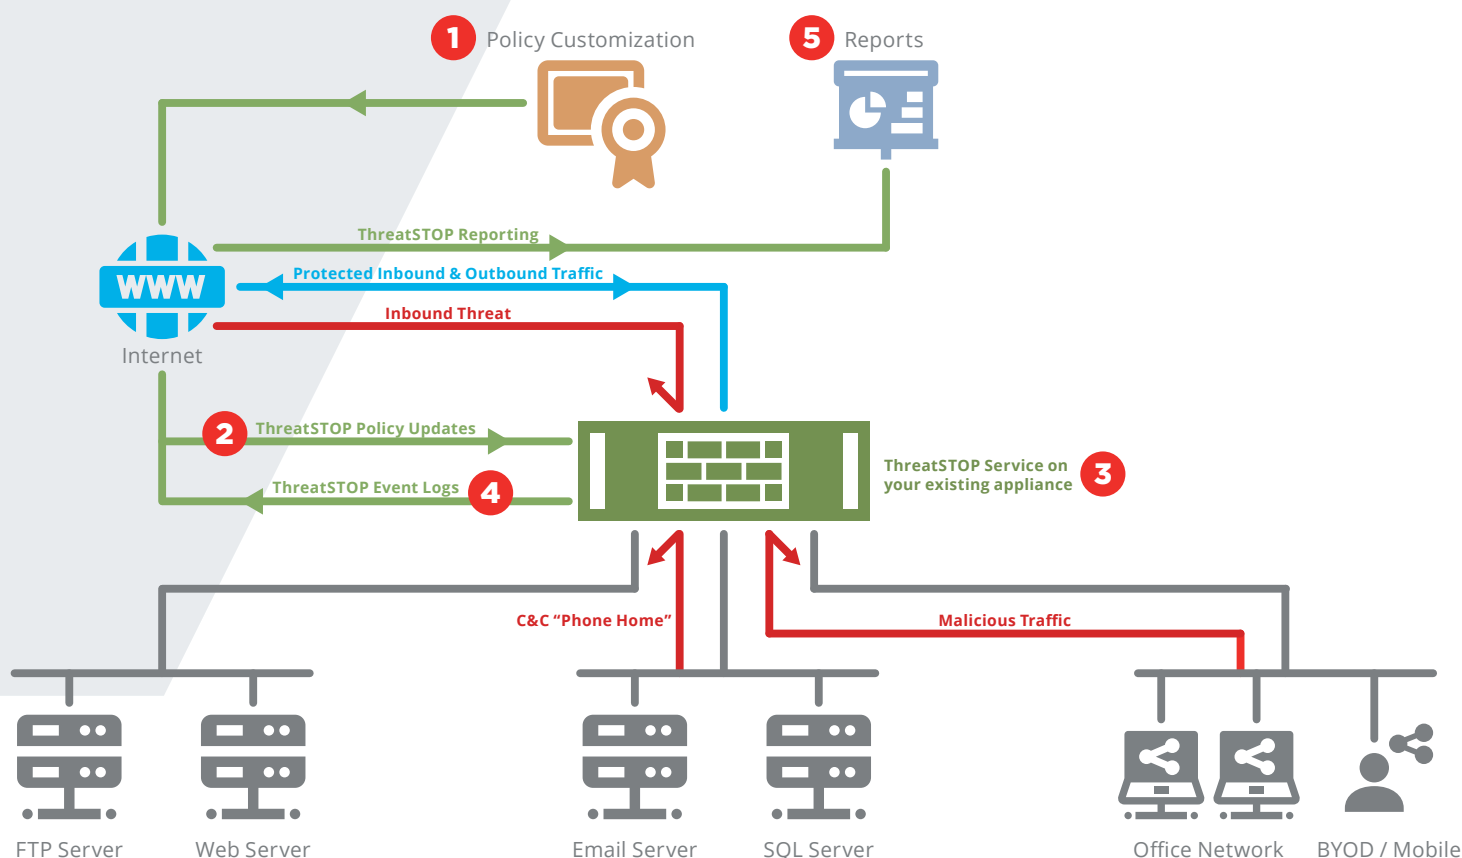 1 Policy Customization
5 Reports
ThreatSTOP Reporting
Protected Inbound & Outbound Traffic
WWW
Inbound Threat
Internet
2 ThreatSTOP Policy Updates
ThreatSTOP Service on
your existing appliance
3
ThreatSTOP Event Logs 4
C&C “Phone Home”
Malicious Traffic
FTP Server
Web Server
Email Server
SQL Server
Office Network
BYOD / Mobile